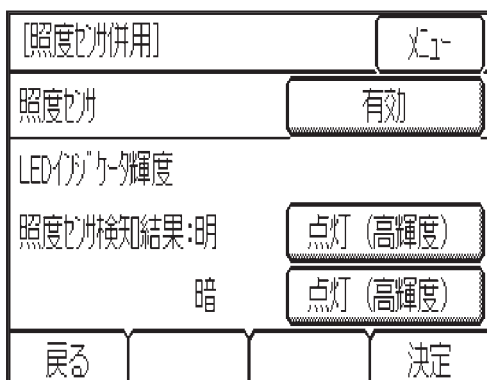 [照度ｾﾝｻ併用] ﾒﾆｭｰ
照度ｾﾝｻ 有効
LEDｲﾝｼﾞｹｰﾀ輝度
照度ｾﾝｻ検知結果:明 点灯（高輝度）
暗 点灯（高輝度）
戻る 決定